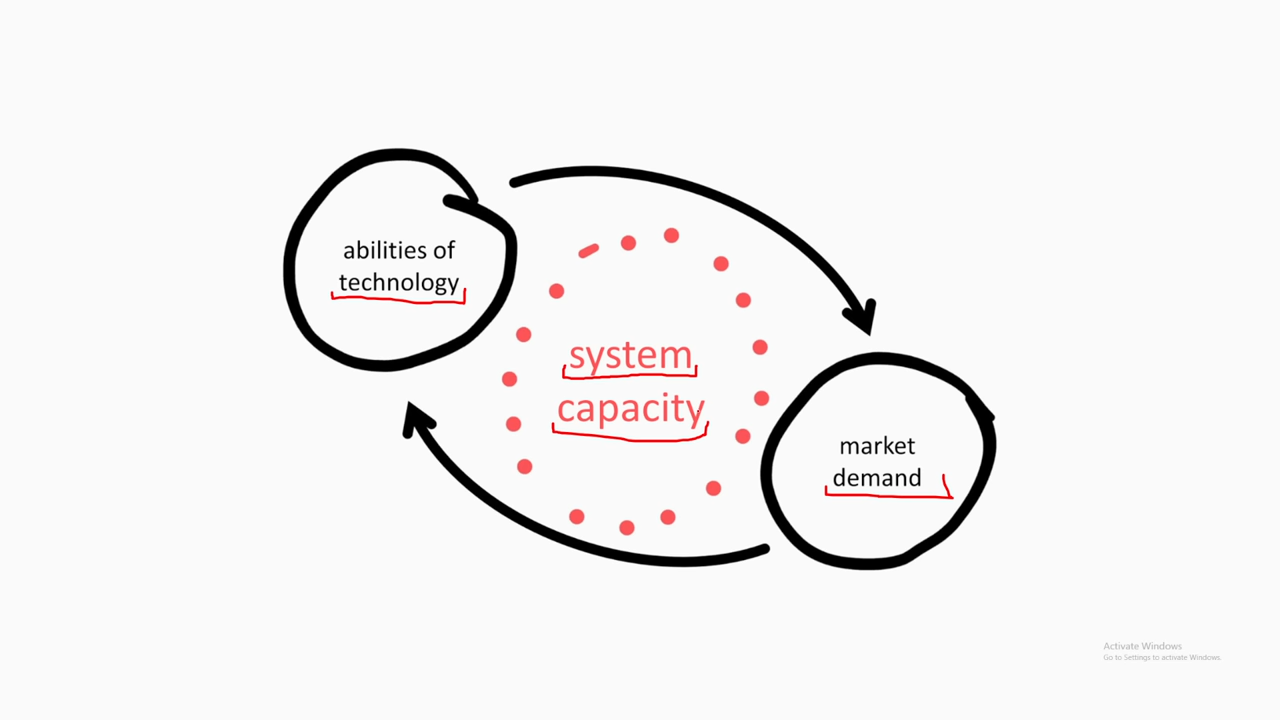 abilities of
technology
system
capacity
market
demand
Activate Windows
Go to Settings to activate Windows.